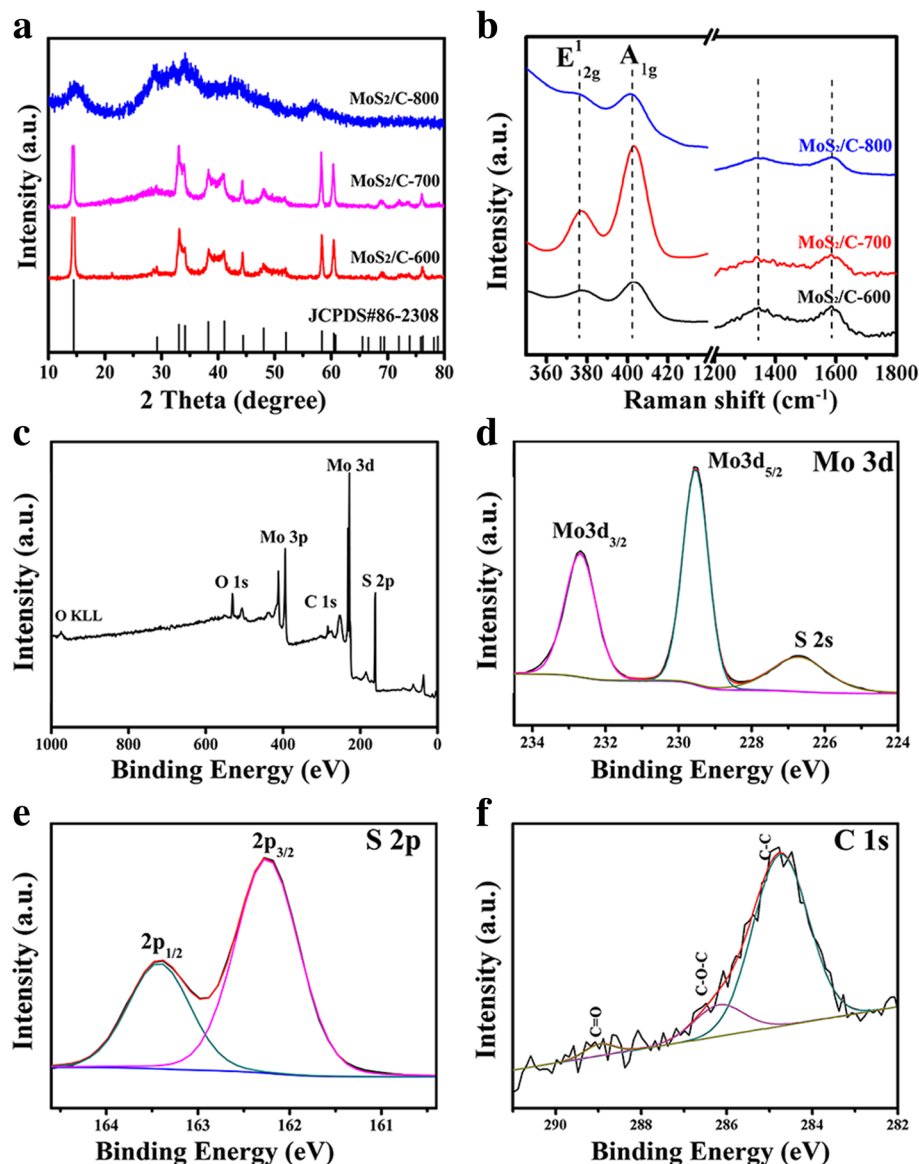 a
MoS₂/C-800
MoS₂/C-700
MoS₂/C-600
JCPDS#86-2308
Intensity (a.u.)
10 20 30 40 50 60 70 80
2 Theta (degree)
b
E¹2g
A1g
MoS₂/C-800
MoS₂/C-700
MoS₂/C-600
Intensity (a.u.)
360 380 400 420 1200 1400 1600 1800
Raman shift (cm⁻¹)
c
Mo 3d
Mo 3p
S 2p
O 1s
C 1s
O KLL
Intensity (a.u.)
1000 800 600 400 200 0
Binding Energy (eV)
d
Mo 3d
Mo3d5/2
Mo3d3/2
S 2s
Intensity (a.u.)
234 232 230 229 228 226 224
Binding Energy (eV)
e
S 2p
2p3/2
2p1/2
Intensity (a.u.)
164 163 162 161
Binding Energy (eV)
f
C 1s
C-C
C-O-C
C=O
Intensity (a.u.)
290 288 287 286 284 283 282
Binding Energy (eV)